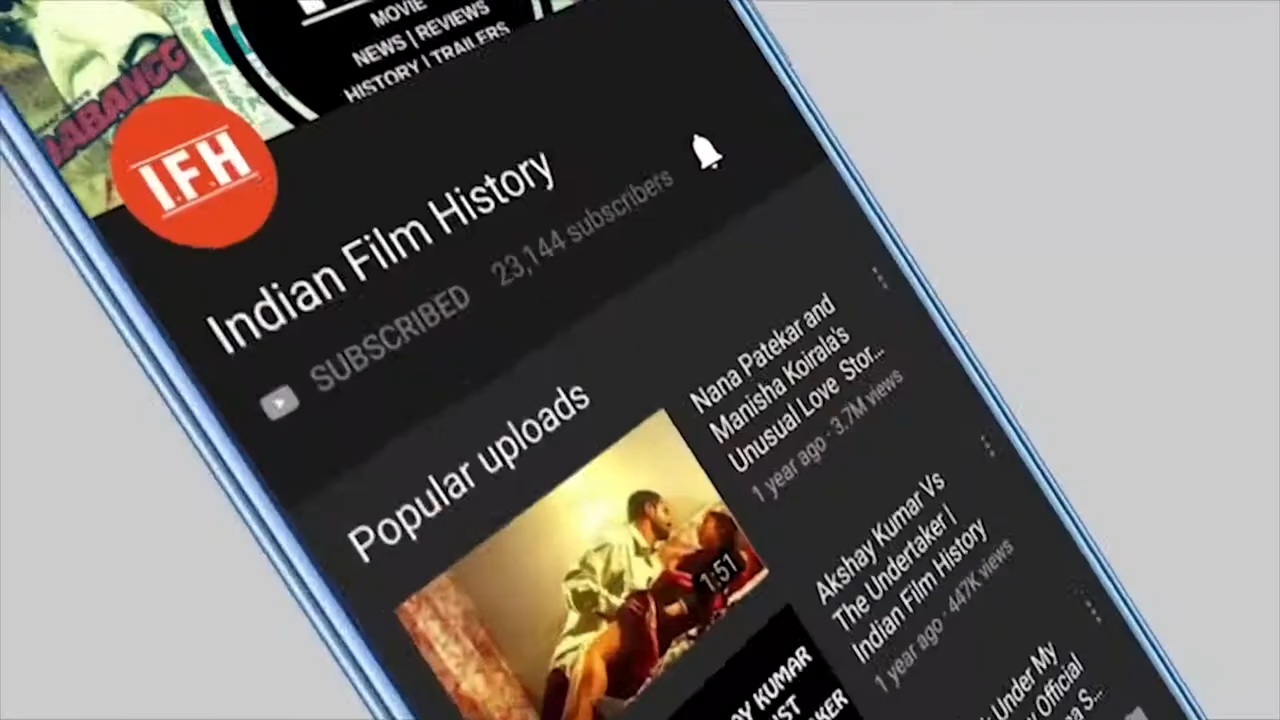 MOVIE
NEWS | REVIEWS
HISTORY | TRAILERS
DABANGG
I.F.H
Indian Film History
SUBSCRIBED 23,144 subscribers
Popular uploads
1:51
Nana Patekar and
Manisha Koirala's
Unusual Love Stor...
1 year ago · 3.7M views
Akshay Kumar Vs
The Undertaker |
Indian Film History
1 year ago · 447K views
KUMAR
Under My
Official